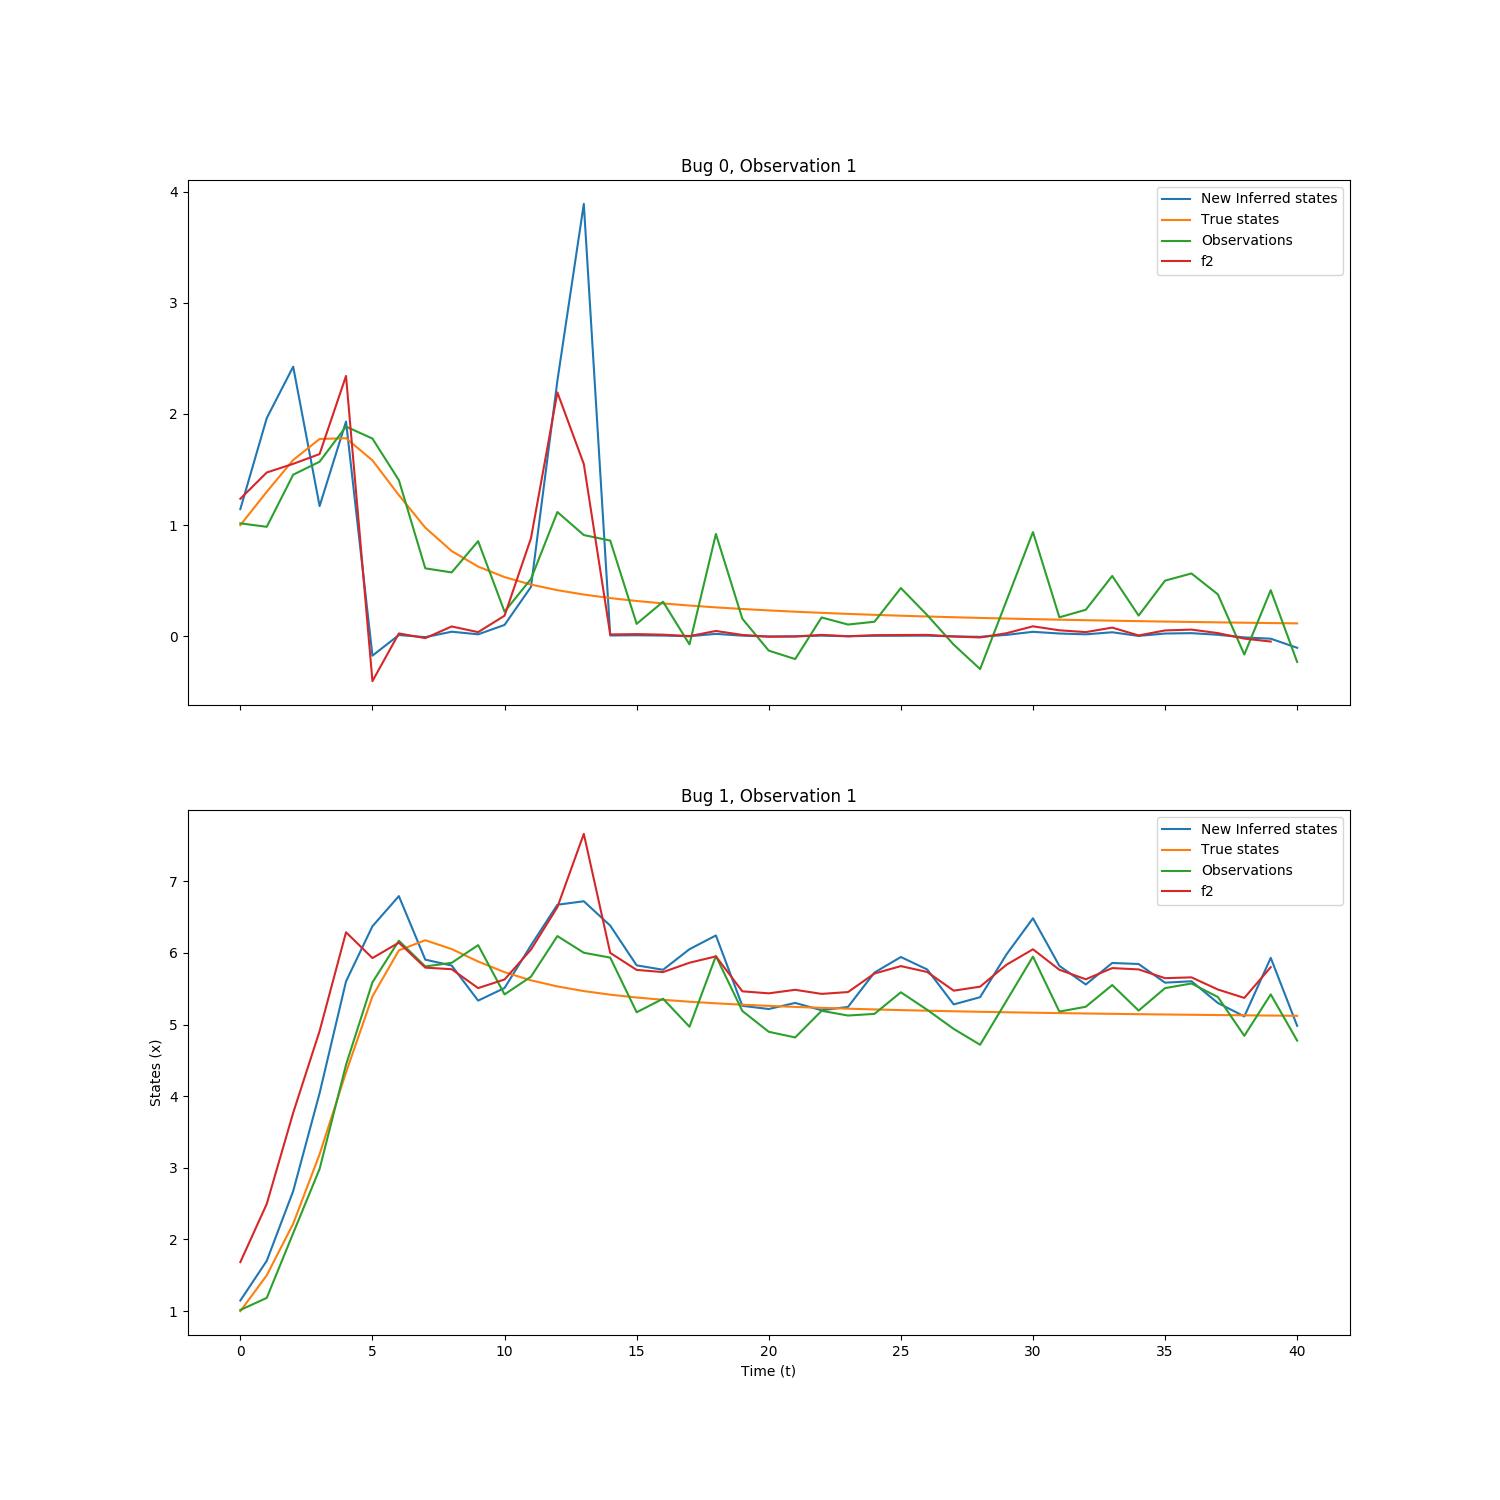 Bug 0, Observation 1
4
3
2
1
0
New Inferred states
True states
Observations
f2
Bug 1, Observation 1
7
6
5
4
3
2
1
States (x)
New Inferred states
True states
Observations
f2
0 5 10 15 20 25 30 35 40
Time (t)